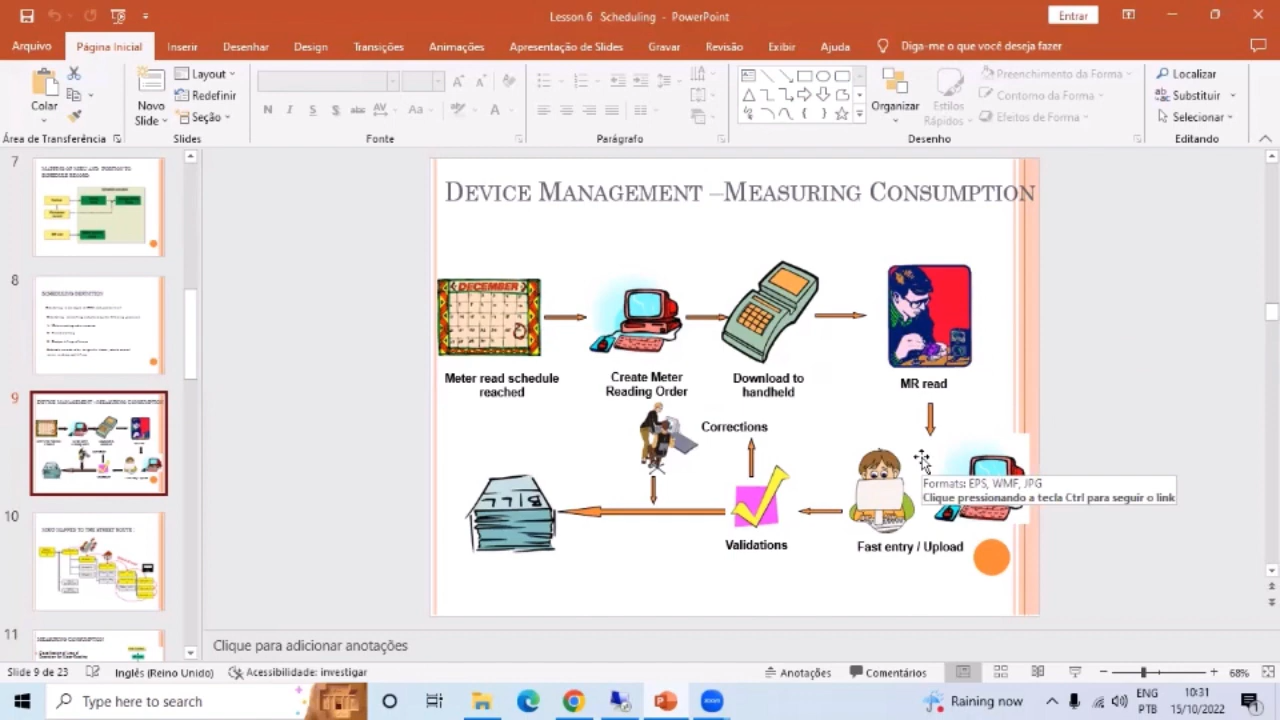 Lesson 6 Scheduling - PowerPoint
Entrar
Arquivo
Página Inicial
Inserir
Desenhar
Design
Transições
Animações
Apresentação de Slides
Gravar
Revisão
Exibir
Ajuda
Diga-me o que você deseja fazer
Colar
Novo
Slide
Layout
Redefinir
Seção
N I S S abc AV Aa A
Organizar
Estilos
Rápidos
Preenchimento da Forma
Contorno da Forma
Efeitos de Forma
Localizar
Substituir
Selecionar
Área de Transferência
Slides
Fonte
Parágrafo
Desenho
Editando
7
8
9
10
11
DEVICE MANAGEMENT –MEASURING CONSUMPTION
DECEMBER
Meter read schedule
reached
Create Meter
Reading Order
Download to
handheld
MR read
Corrections
BILL
Validations
Fast entry / Upload
Formats: EPS, WMF, JPG
Clique pressionando a tecla Ctrl para seguir o link
Clique para adicionar anotações
Slide 9 de 23
Inglês (Reino Unido)
Acessibilidade: investigar
Anotações
Comentários
68%
Type here to search
zoom
Raining now
ENG
PTB
10:31
15/10/2022
1